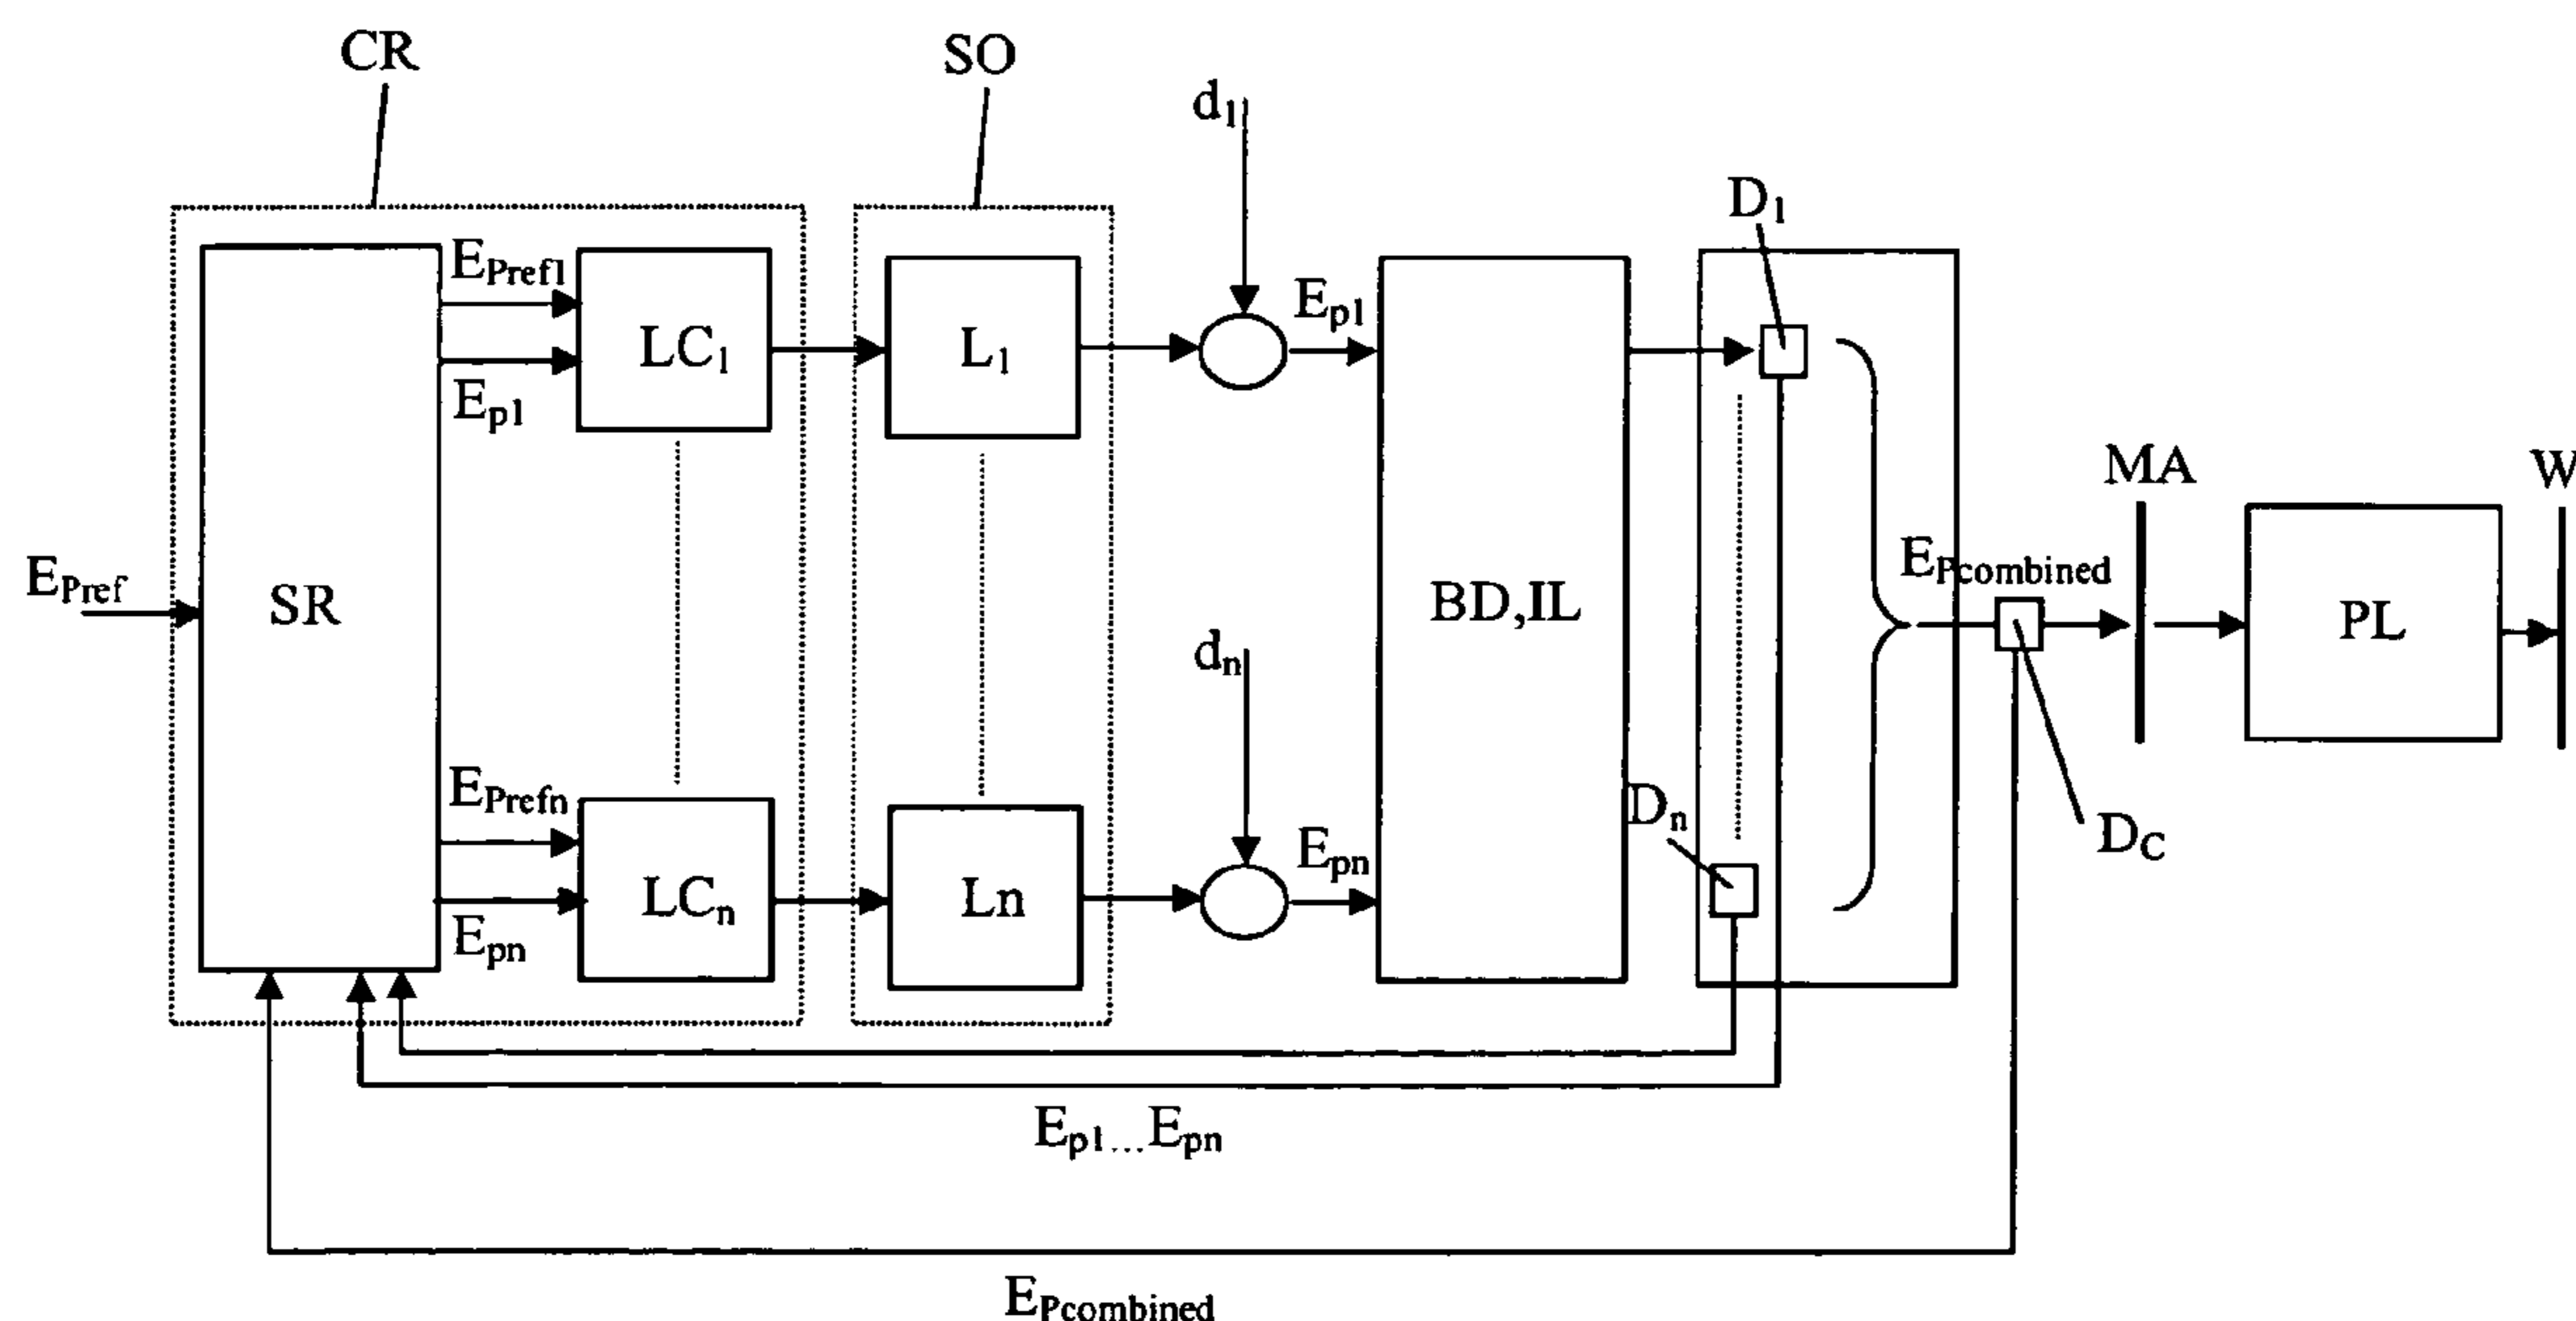 CR
SO
d1
D1
EPref1
LC1
L1
Ep1
Ep1
MA
W
EPref
SR
BD,IL
EPcombined
PL
dn
EPrefn
Dn
DC
LCn
Ln
Epn
Epn
Ep1...Epn
EPcombined